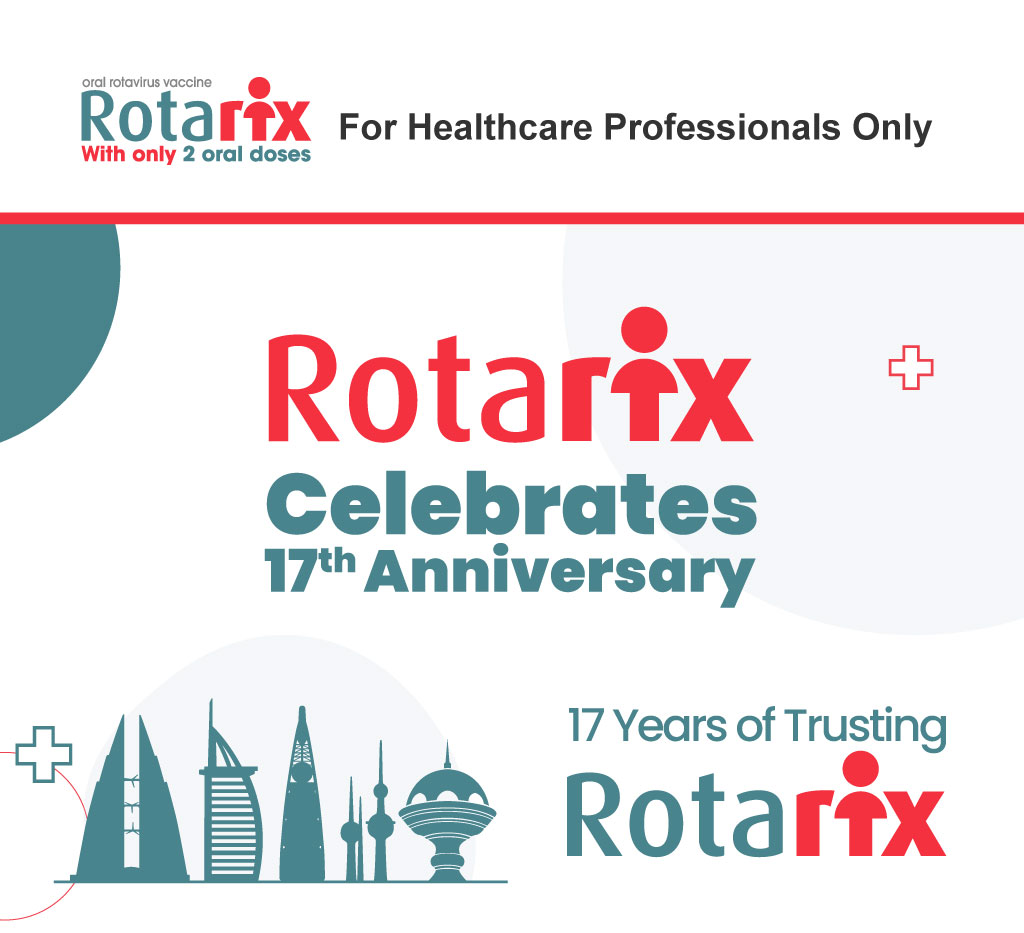 oral rotavirus vaccine
Rotarix
With only 2 oral doses
For Healthcare Professionals Only
Rotarix
Celebrates
17th Anniversary
17 Years of Trusting
Rotarix